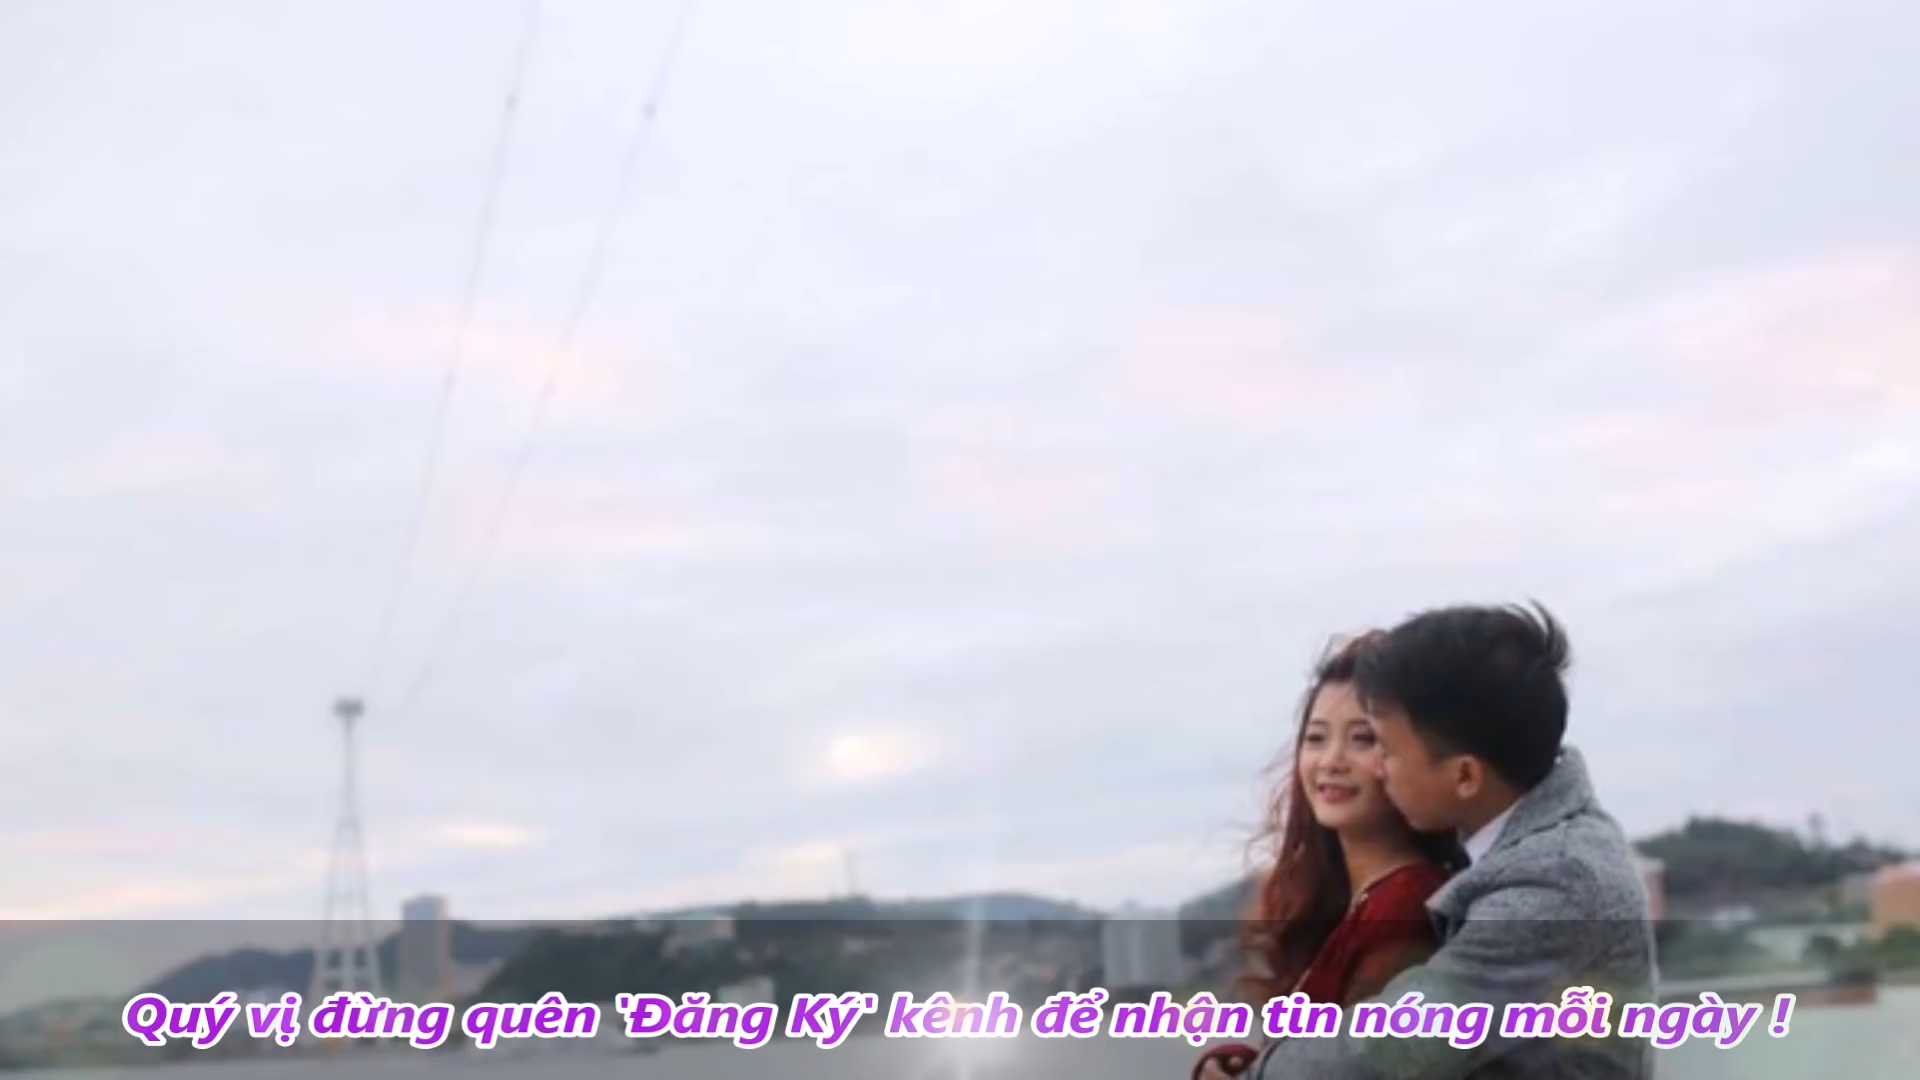 Quý vị đừng quên 'Đăng Ký' kênh để nhận tin nóng mỗi ngày !